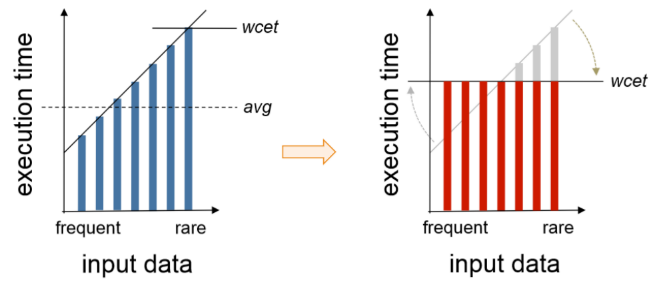 execution time
wcet
avg
frequent
rare
input data
execution time
wcet
frequent
rare
input data